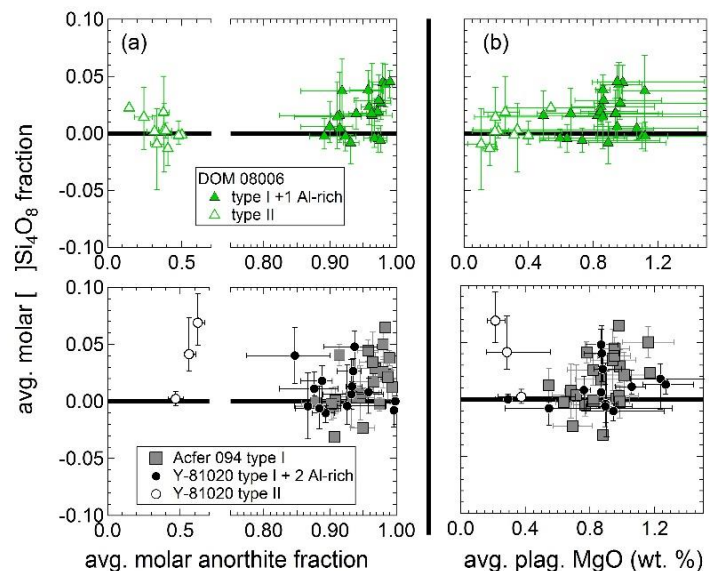 (a)
(b)
0.10
0.05
0.00
-0.05
-0.10
DOM 08006
type I +1 Al-rich
type II
0.0
0.5
0.90
1.00
0.0
0.4
0.8
1.2
avg. molar [ ]Si₄O₈ fraction
0.10
0.05
0.00
-0.05
-0.10
Acfer 094 type I
Y-81020 type I + 2 Al-rich
Y-81020 type II
0.0
0.5
0.90
1.00
0.0
0.4
0.8
1.2
avg. molar anorthite fraction
avg. plag. MgO (wt. %)